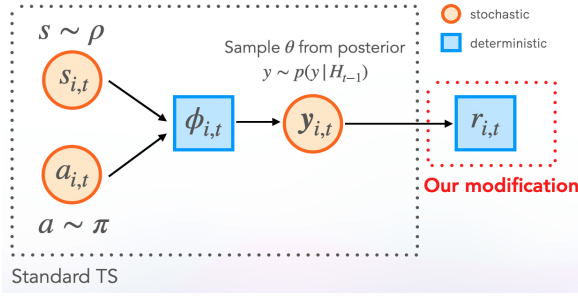 s ∼ ρ
s_{i,t}
a_{i,t}
a ∼ π
ϕ_{i,t}
Sample θ from posterior
y ∼ p(y|H_{t−1})
y_{i,t}
stochastic
deterministic
r_{i,t}
Our modification
Standard TS